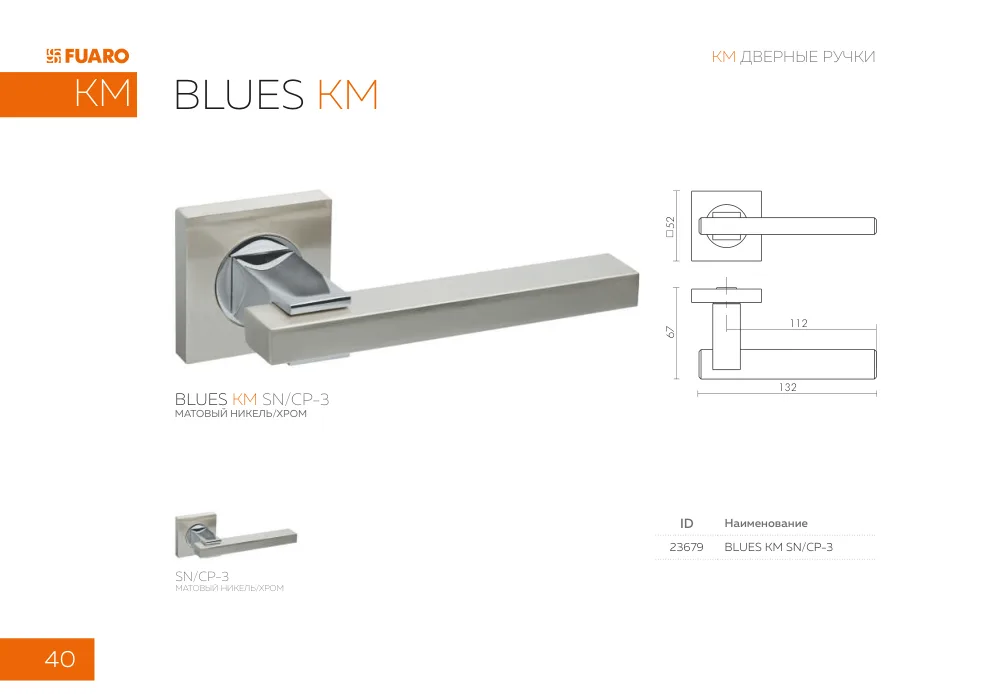 FUARO
KM ДВЕРНЫЕ РУЧКИ
KM
BLUES KM
□52
67
112
132
BLUES KM SN/CP-3
МАТОВЫЙ НИКЕЛЬ/ХРОМ
ID Наименование
23679 BLUES KM SN/CP-3
SN/CP-3
МАТОВЫЙ НИКЕЛЬ/ХРОМ
40